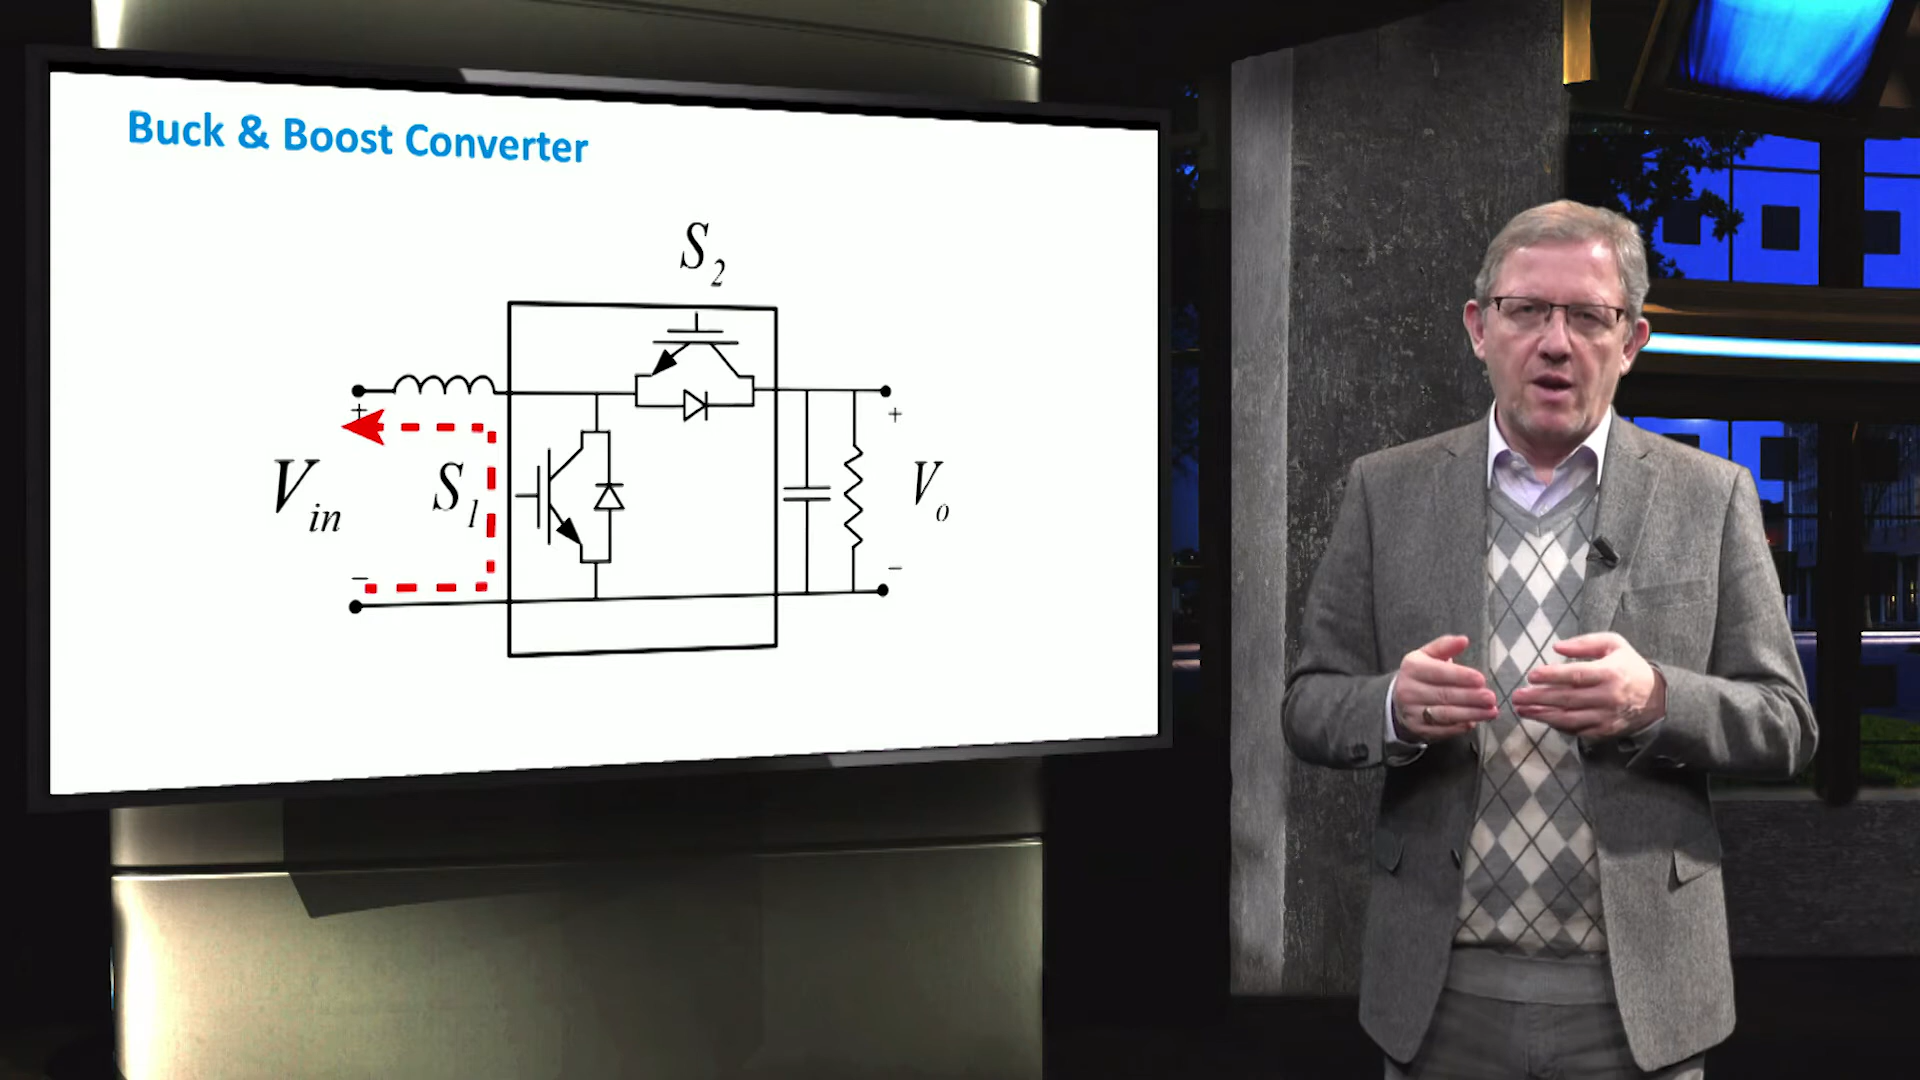 Buck & Boost Converter
S2
+
+
Vin
S1
Vo
-
-